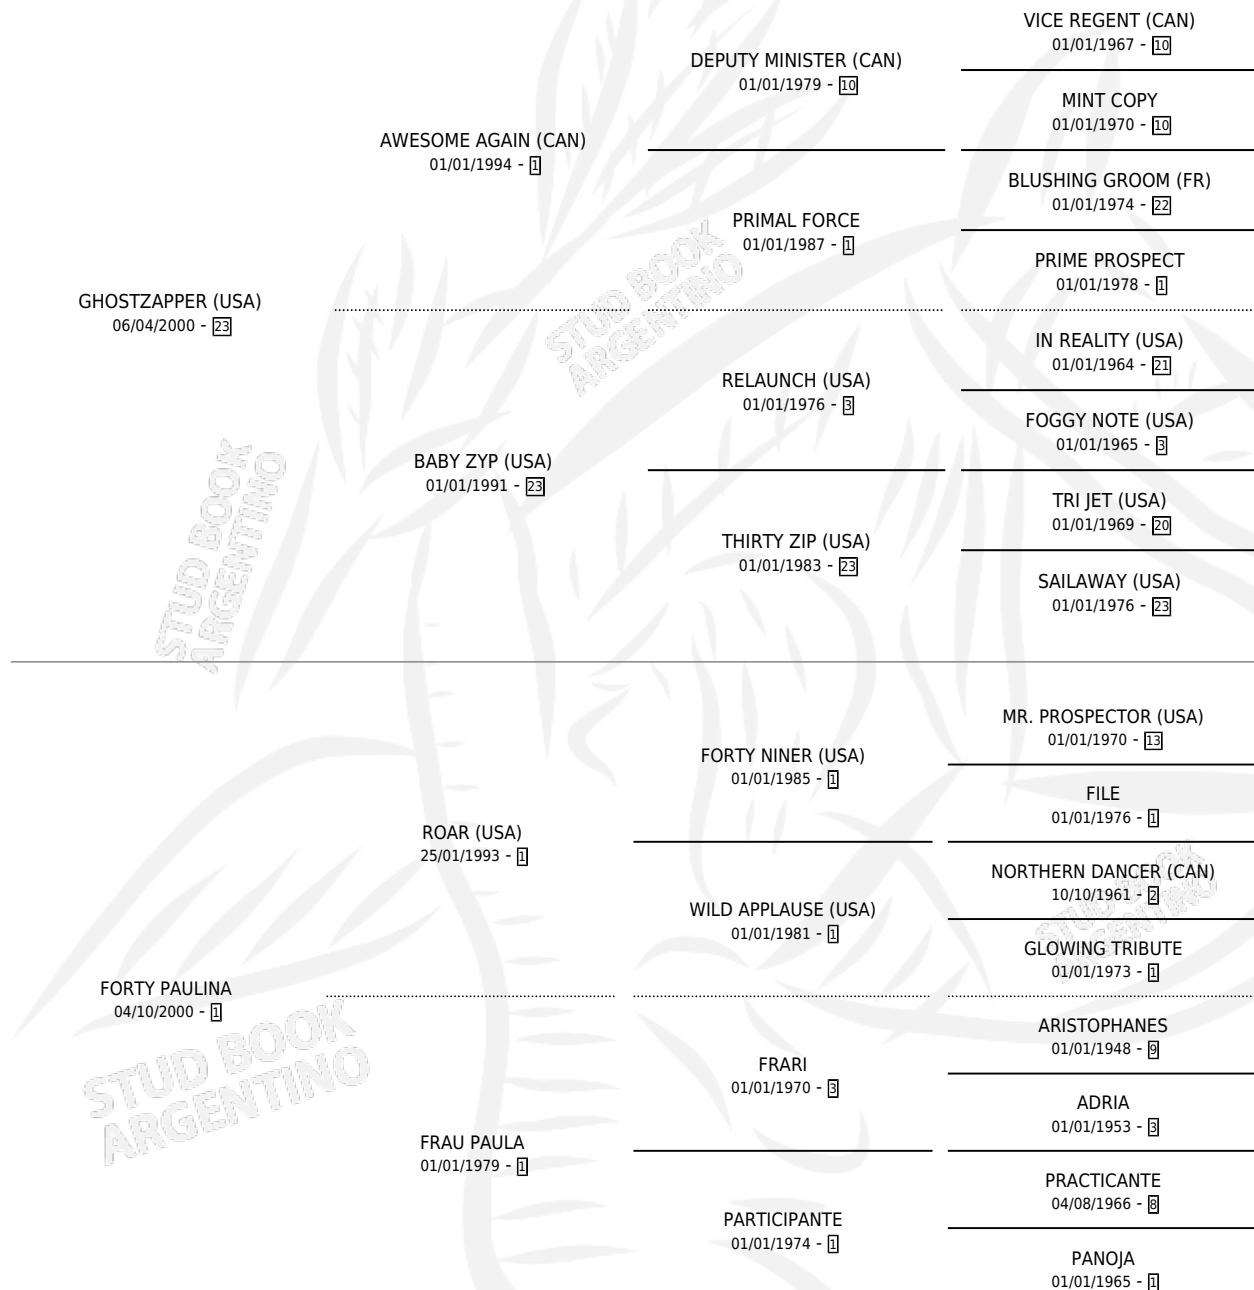 VICE REGENT (CAN)
01/01/1967 - 10
DEPUTY MINISTER (CAN)
01/01/1979 - 10
MINT COPY
01/01/1970 - 10
AWESOME AGAIN (CAN)
01/01/1994 - 1
BLUSHING GROOM (FR)
01/01/1974 - 22
PRIMAL FORCE
01/01/1987 - 1
PRIME PROSPECT
01/01/1978 - 1
GHOSTZAPPER (USA)
06/04/2000 - 23
STUD BOOK
ARGENTINO
IN REALITY (USA)
01/01/1964 - 21
RELAUNCH (USA)
01/01/1976 - 3
FOGGY NOTE (USA)
01/01/1965 - 3
BABY ZYP (USA)
01/01/1991 - 23
TRI JET (USA)
01/01/1969 - 20
THIRTY ZIP (USA)
01/01/1983 - 23
SAILAWAY (USA)
01/01/1976 - 23
STUD BOOK
ARGENTINO
MR. PROSPECTOR (USA)
01/01/1970 - 13
FORTY NINER (USA)
01/01/1985 - 1
FILE
01/01/1976 - 1
ROAR (USA)
25/01/1993 - 1
NORTHERN DANCER (CAN)
10/10/1961 - 2
WILD APPLAUSE (USA)
01/01/1981 - 1
GLOWING TRIBUTE
01/01/1973 - 1
STUD BOOK
ARGENTINO
FORTY PAULINA
04/10/2000 - 1
ARISTOPHANES
01/01/1948 - 9
FRARI
01/01/1970 - 3
ADRIA
01/01/1953 - 3
STUD BOOK
ARGENTINO
FRAU PAULA
01/01/1979 - 1
PRACTICANTE
04/08/1966 - 8
PARTICIPANTE
01/01/1974 - 1
PANOJA
01/01/1965 - 1